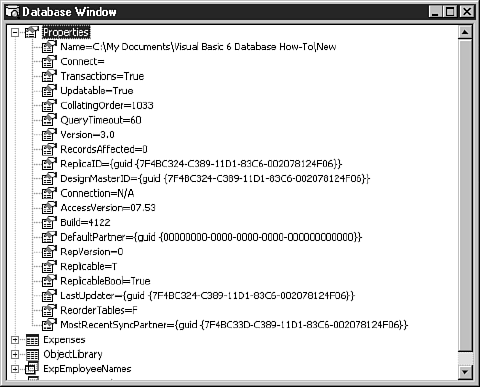 Database Window
Properties
Name=C:\My Documents\Visual Basic 6 Database How-To\New
Connect=
Transactions=True
Updatable=True
CollatingOrder=1033
QueryTimeout=60
Version=3.0
RecordsAffected=0
ReplicaID={guid {7F4BC324-C389-11D1-83C6-002078124F06}}
DesignMasterID={guid {7F4BC324-C389-11D1-83C6-002078124F06}}
Connection=N/A
AccessVersion=07.53
Build=4122
DefaultPartner={guid {00000000-0000-0000-0000-000000000000}}
RepVersion=0
Replicable=T
ReplicableBool=True
LastUpdater={guid {7F4BC324-C389-11D1-83C6-002078124F06}}
ReorderTables=F
MostRecentSyncPartner={guid {7F4BC33D-C389-11D1-83C6-002078124F06}}
Expenses
ObjectLibrary
ExpEmployeeNames